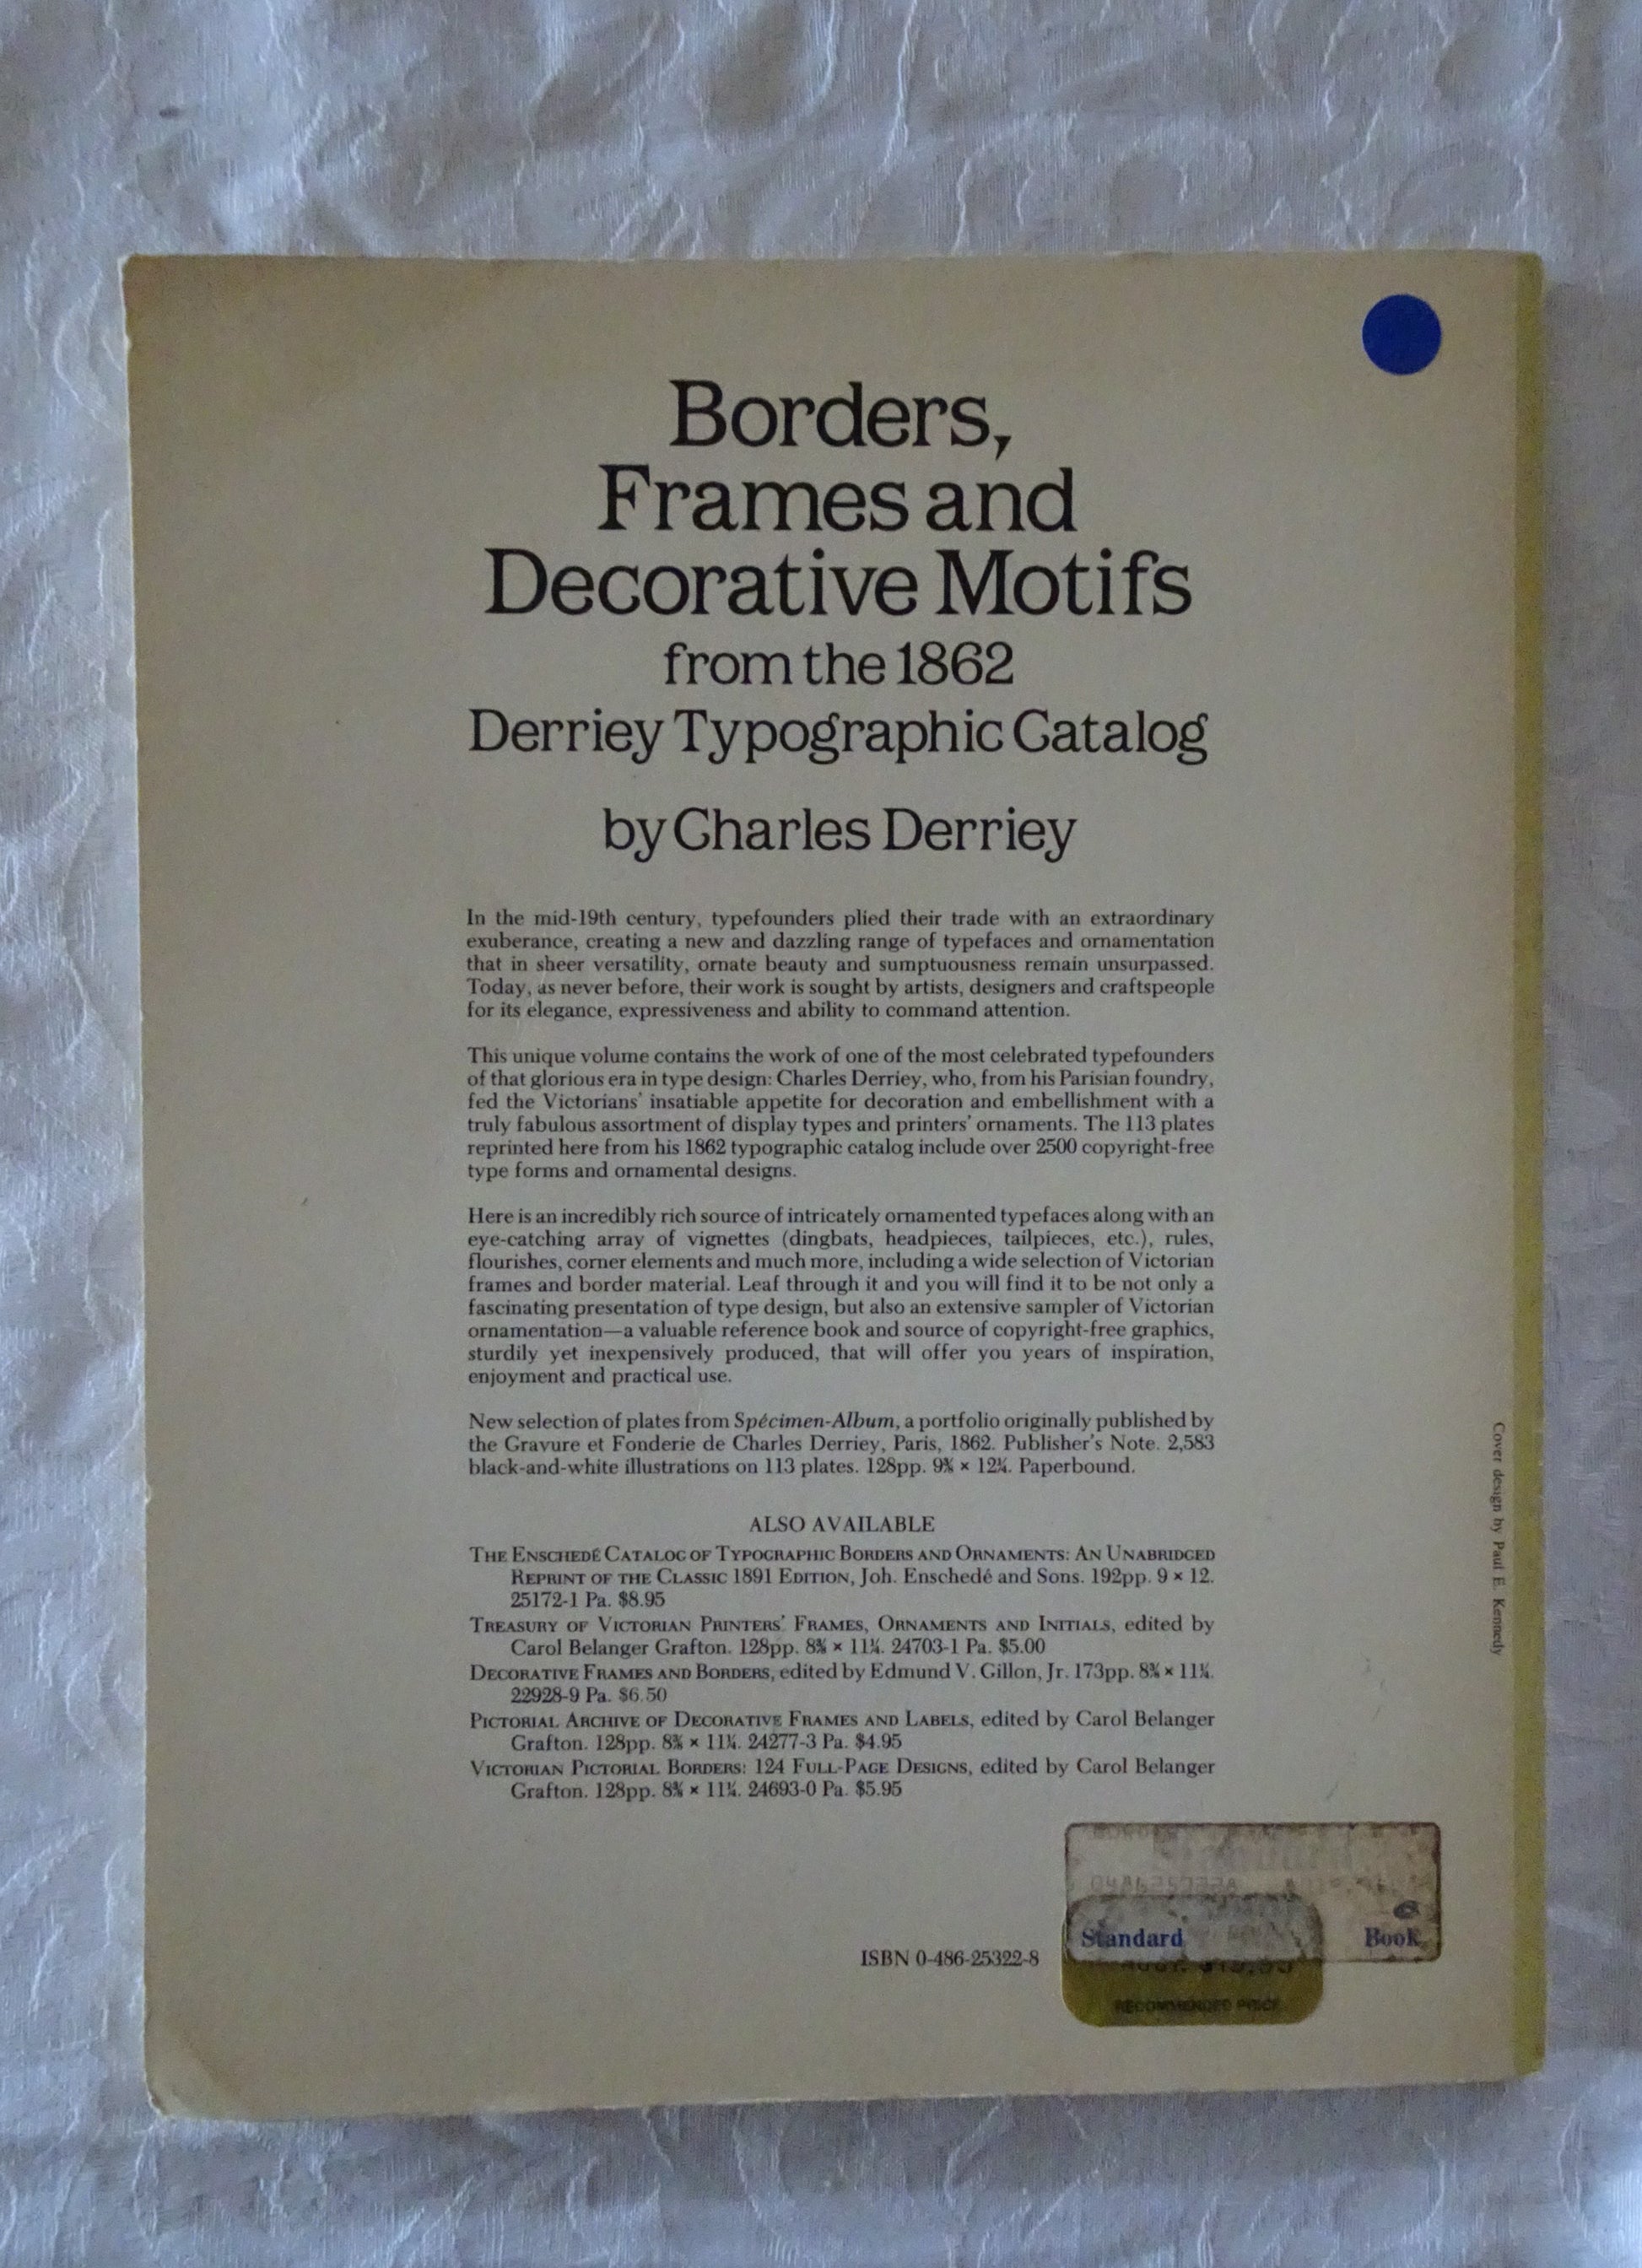 Borders,
Frames and
Decorative Motifs
from the 1862
Derriey Typographic Catalog
by Charles Derriey
In the mid-19th century, typefounders plied their trade with an extraordinary
exuberance, creating a new and dazzling range of typefaces and ornamentation
that in sheer versatility, ornate beauty and sumptuousness remain unsurpassed.
Today, as never before, their work is sought by artists, designers and craftspeople
for its elegance, expressiveness and ability to command attention.
This unique volume contains the work of one of the most celebrated typefounders
of that glorious era in type design: Charles Derriey, who, from his Parisian foundry,
fed the Victorians' insatiable appetite for decoration and embellishment with a
truly fabulous assortment of display types and printers' ornaments. The 113 plates
reprinted here from his 1862 typographic catalog include over 2500 copyright-free
type forms and ornamental designs.
Here is an incredibly rich source of intricately ornamented typefaces along with an
eye-catching array of vignettes (dingbats, headpieces, tailpieces, etc.), rules,
flourishes, corner elements and much more, including a wide selection of Victorian
frames and border material. Leaf through it and you will find it to be not only a
fascinating presentation of type design, but also an extensive sampler of Victorian
ornamentation—a valuable reference book and source of copyright-free graphics,
sturdily yet inexpensively produced, that will offer you years of inspiration,
enjoyment and practical use.
New selection of plates from Spécimen-Album, a portfolio originally published by
the Gravure et Fonderie de Charles Derriey, Paris, 1862. Publisher's Note. 2,583
black-and-white illustrations on 113 plates. 128pp. 9⅜ × 12¼. Paperbound.
ALSO AVAILABLE
THE ENSCHEDÉ CATALOG OF TYPOGRAPHIC BORDERS AND ORNAMENTS: AN UNABRIDGED
REPRINT OF THE CLASSIC 1891 EDITION, Joh. Enschedé and Sons. 192pp. 9 × 12.
25172-1 Pa. $8.95
TREASURY OF VICTORIAN PRINTERS' FRAMES, ORNAMENTS AND INITIALS, edited by
Carol Belanger Grafton. 128pp. 8⅜ × 11¼. 24703-1 Pa. $5.00
DECORATIVE FRAMES AND BORDERS, edited by Edmund V. Gillon, Jr. 173pp. 8⅜ × 11¼.
22928-9 Pa. $6.50
PICTORIAL ARCHIVE OF DECORATIVE FRAMES AND LABELS, edited by Carol Belanger
Grafton. 128pp. 8⅜ × 11¼. 24277-3 Pa. $4.95
VICTORIAN PICTORIAL BORDERS: 124 FULL-PAGE DESIGNS, edited by Carol Belanger
Grafton. 128pp. 8⅜ × 11¼. 24693-0 Pa. $5.95
Cover design by Paul E. Kennedy
ISBN 0-486-25322-8
Standard Book
RECOMMENDED PRICE